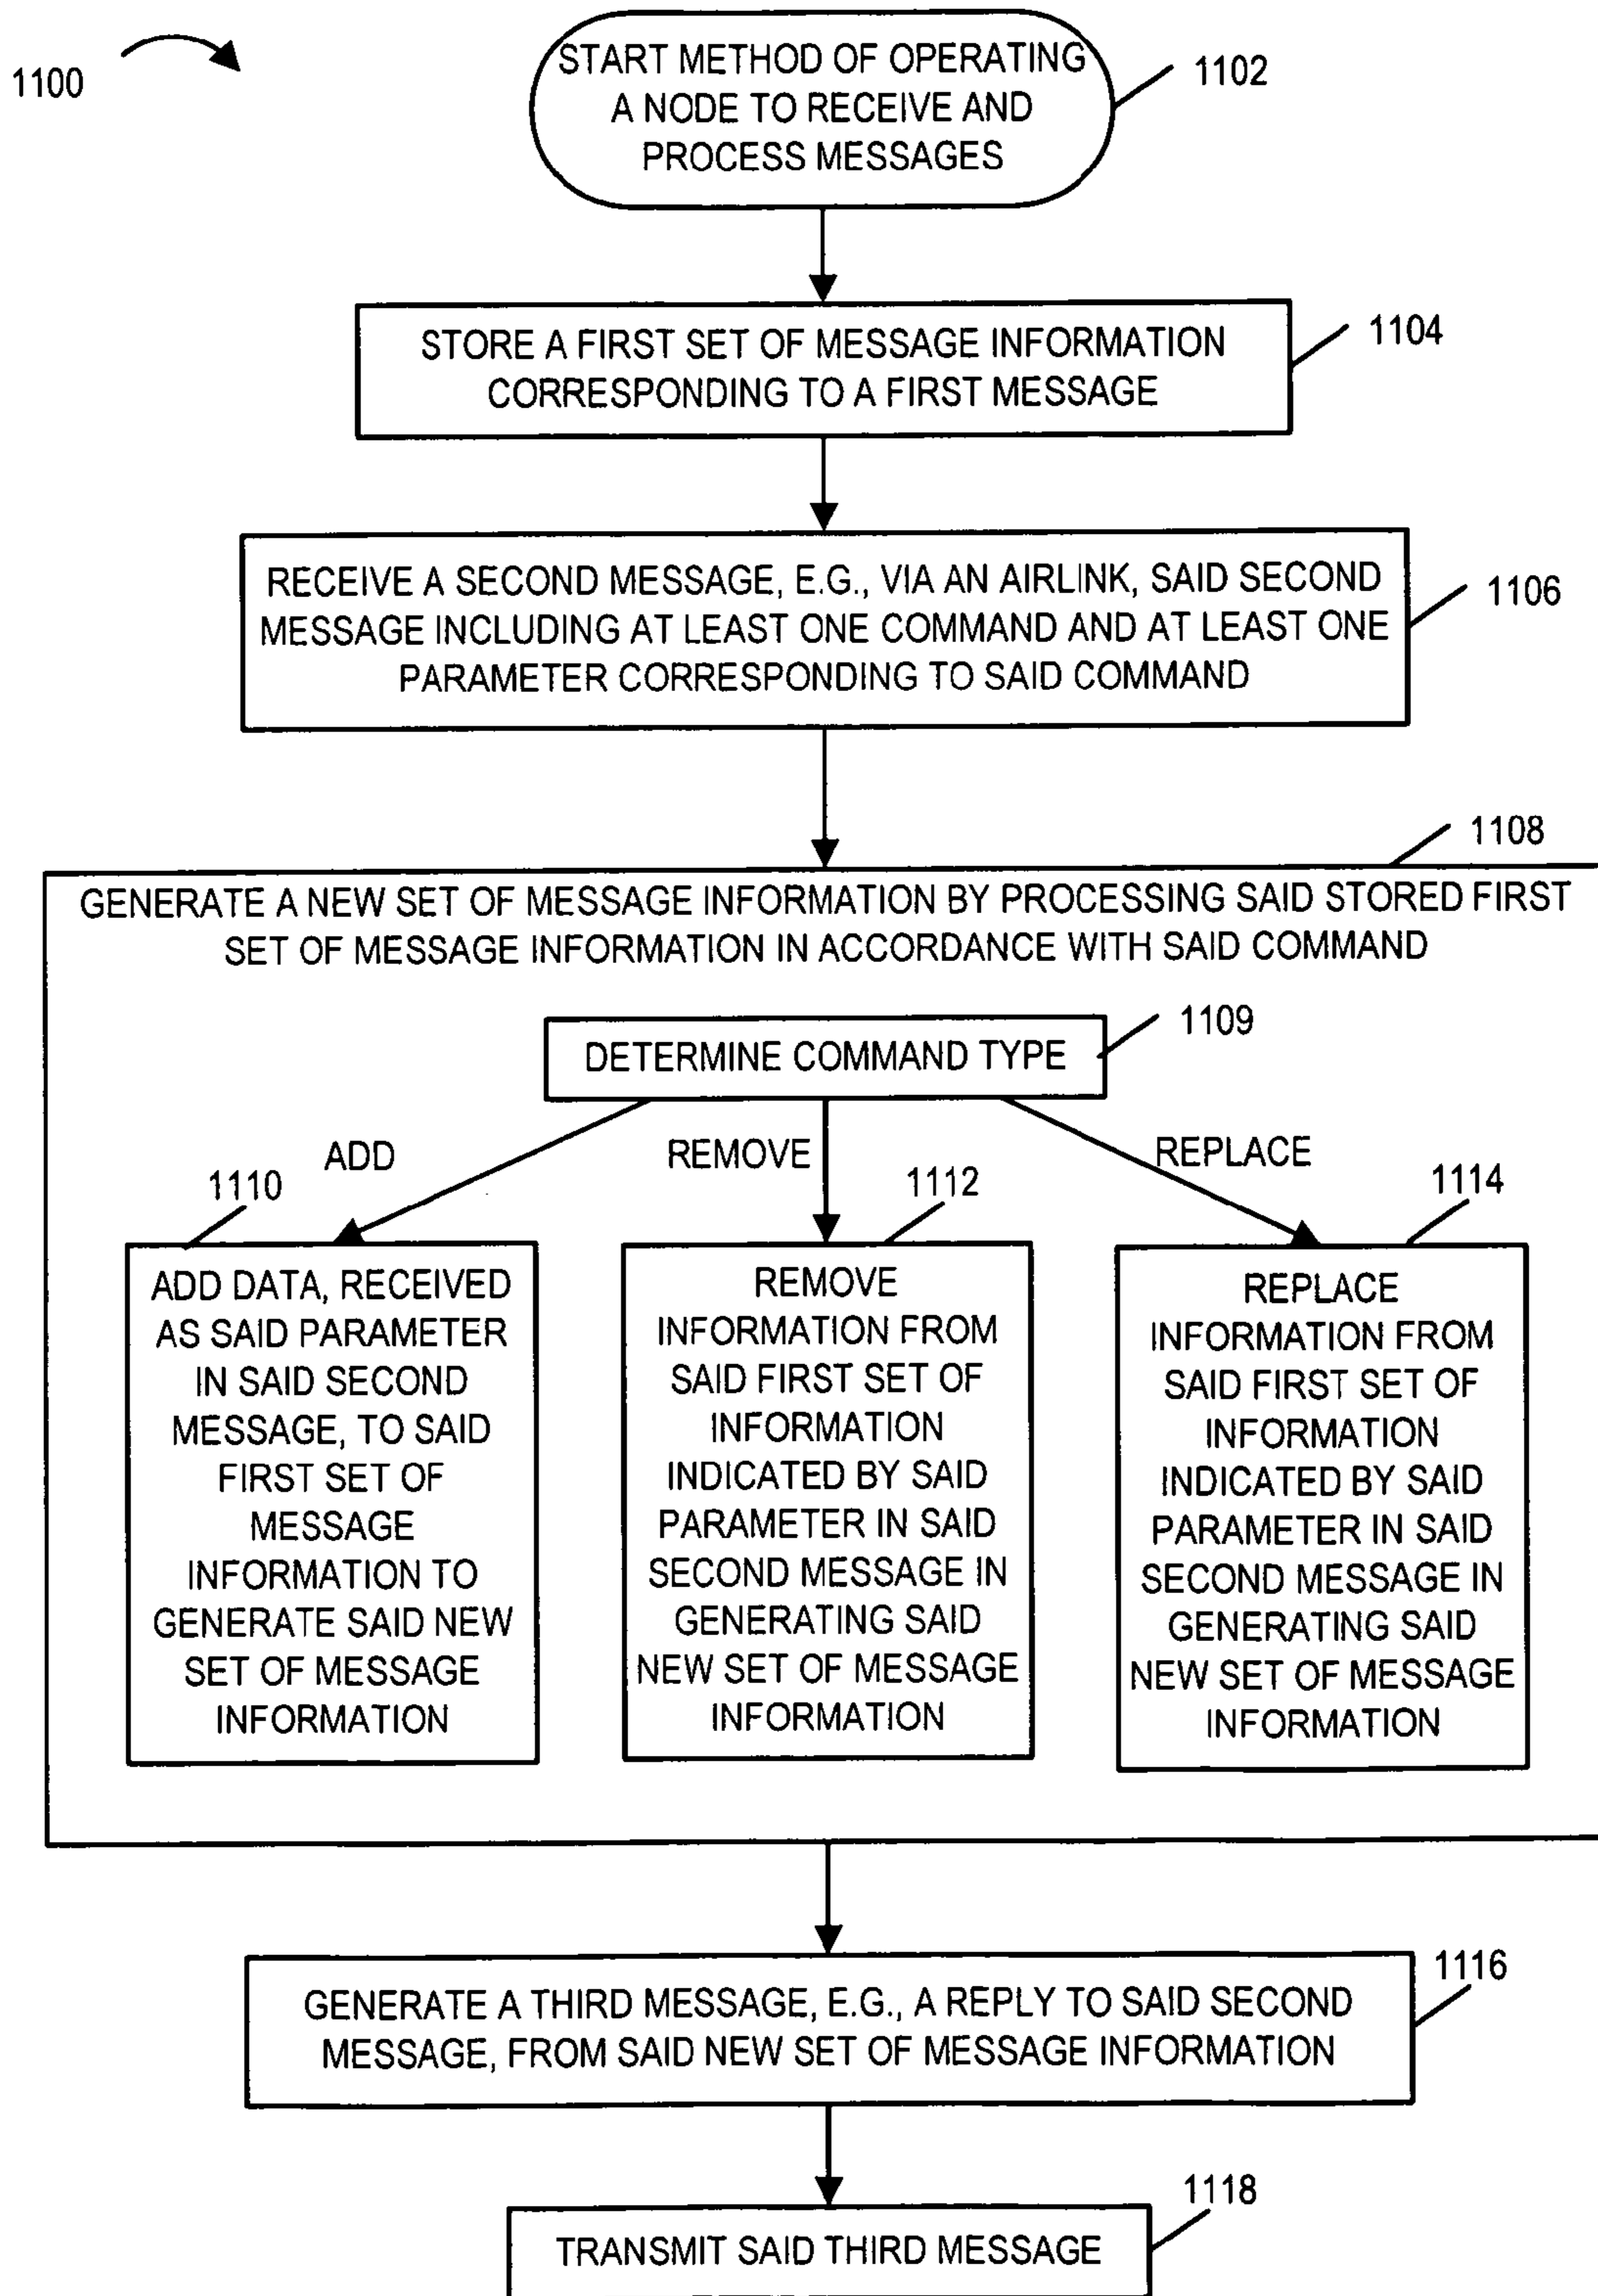 1100
START METHOD OF OPERATING
A NODE TO RECEIVE AND
PROCESS MESSAGES
1102
STORE A FIRST SET OF MESSAGE INFORMATION
CORRESPONDING TO A FIRST MESSAGE
1104
RECEIVE A SECOND MESSAGE, E.G., VIA AN AIRLINK, SAID SECOND
MESSAGE INCLUDING AT LEAST ONE COMMAND AND AT LEAST ONE
PARAMETER CORRESPONDING TO SAID COMMAND
1106
1108
GENERATE A NEW SET OF MESSAGE INFORMATION BY PROCESSING SAID STORED FIRST
SET OF MESSAGE INFORMATION IN ACCORDANCE WITH SAID COMMAND
DETERMINE COMMAND TYPE
1109
ADD
REMOVE
REPLACE
1110
ADD DATA, RECEIVED
AS SAID PARAMETER
IN SAID SECOND
MESSAGE, TO SAID
FIRST SET OF
MESSAGE
INFORMATION TO
GENERATE SAID NEW
SET OF MESSAGE
INFORMATION
1112
REMOVE
INFORMATION FROM
SAID FIRST SET OF
INFORMATION
INDICATED BY SAID
PARAMETER IN SAID
SECOND MESSAGE IN
GENERATING SAID
NEW SET OF MESSAGE
INFORMATION
1114
REPLACE
INFORMATION FROM
SAID FIRST SET OF
INFORMATION
INDICATED BY SAID
PARAMETER IN SAID
SECOND MESSAGE IN
GENERATING SAID
NEW SET OF MESSAGE
INFORMATION
GENERATE A THIRD MESSAGE, E.G., A REPLY TO SAID SECOND
MESSAGE, FROM SAID NEW SET OF MESSAGE INFORMATION
1116
TRANSMIT SAID THIRD MESSAGE
1118